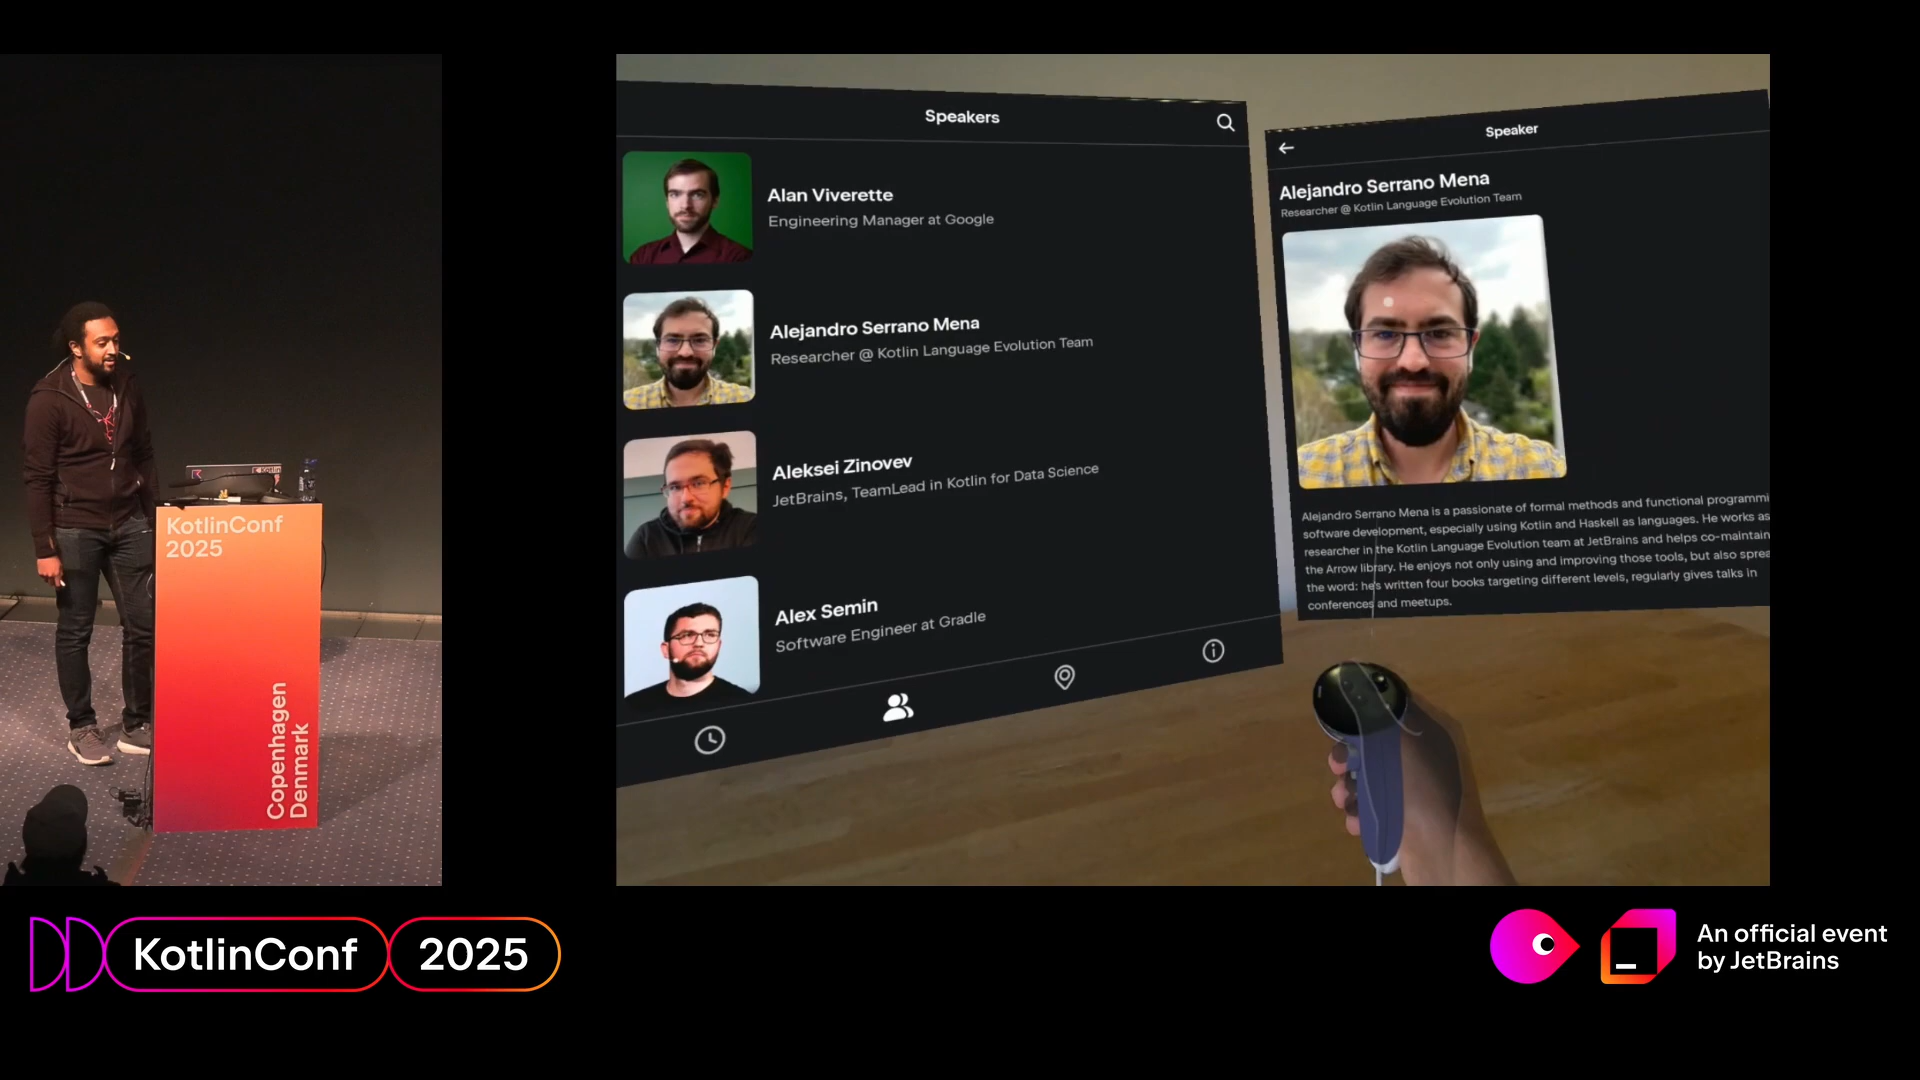 Speakers
Alan Viverette
Engineering Manager at Google
Alejandro Serrano Mena
Researcher @ Kotlin Language Evolution Team
Aleksei Zinovev
JetBrains, TeamLead in Kotlin for Data Science
Alex Semin
Software Engineer at Gradle
Speaker
Alejandro Serrano Mena
Researcher @ Kotlin Language Evolution Team
Alejandro Serrano Mena is a passionate of formal methods and functional programmi
software development, especially using Kotlin and Haskell as languages. He works as
researcher in the Kotlin Language Evolution team at JetBrains and helps co-maintain
the Arrow library. He enjoys not only using and improving those tools, but also sprea
the word: he's written four books targeting different levels, regularly gives talks in
conferences and meetups.
Kotlin
KotlinConf
2025
Copenhagen
Denmark
KotlinConf 2025
An official event
by JetBrains